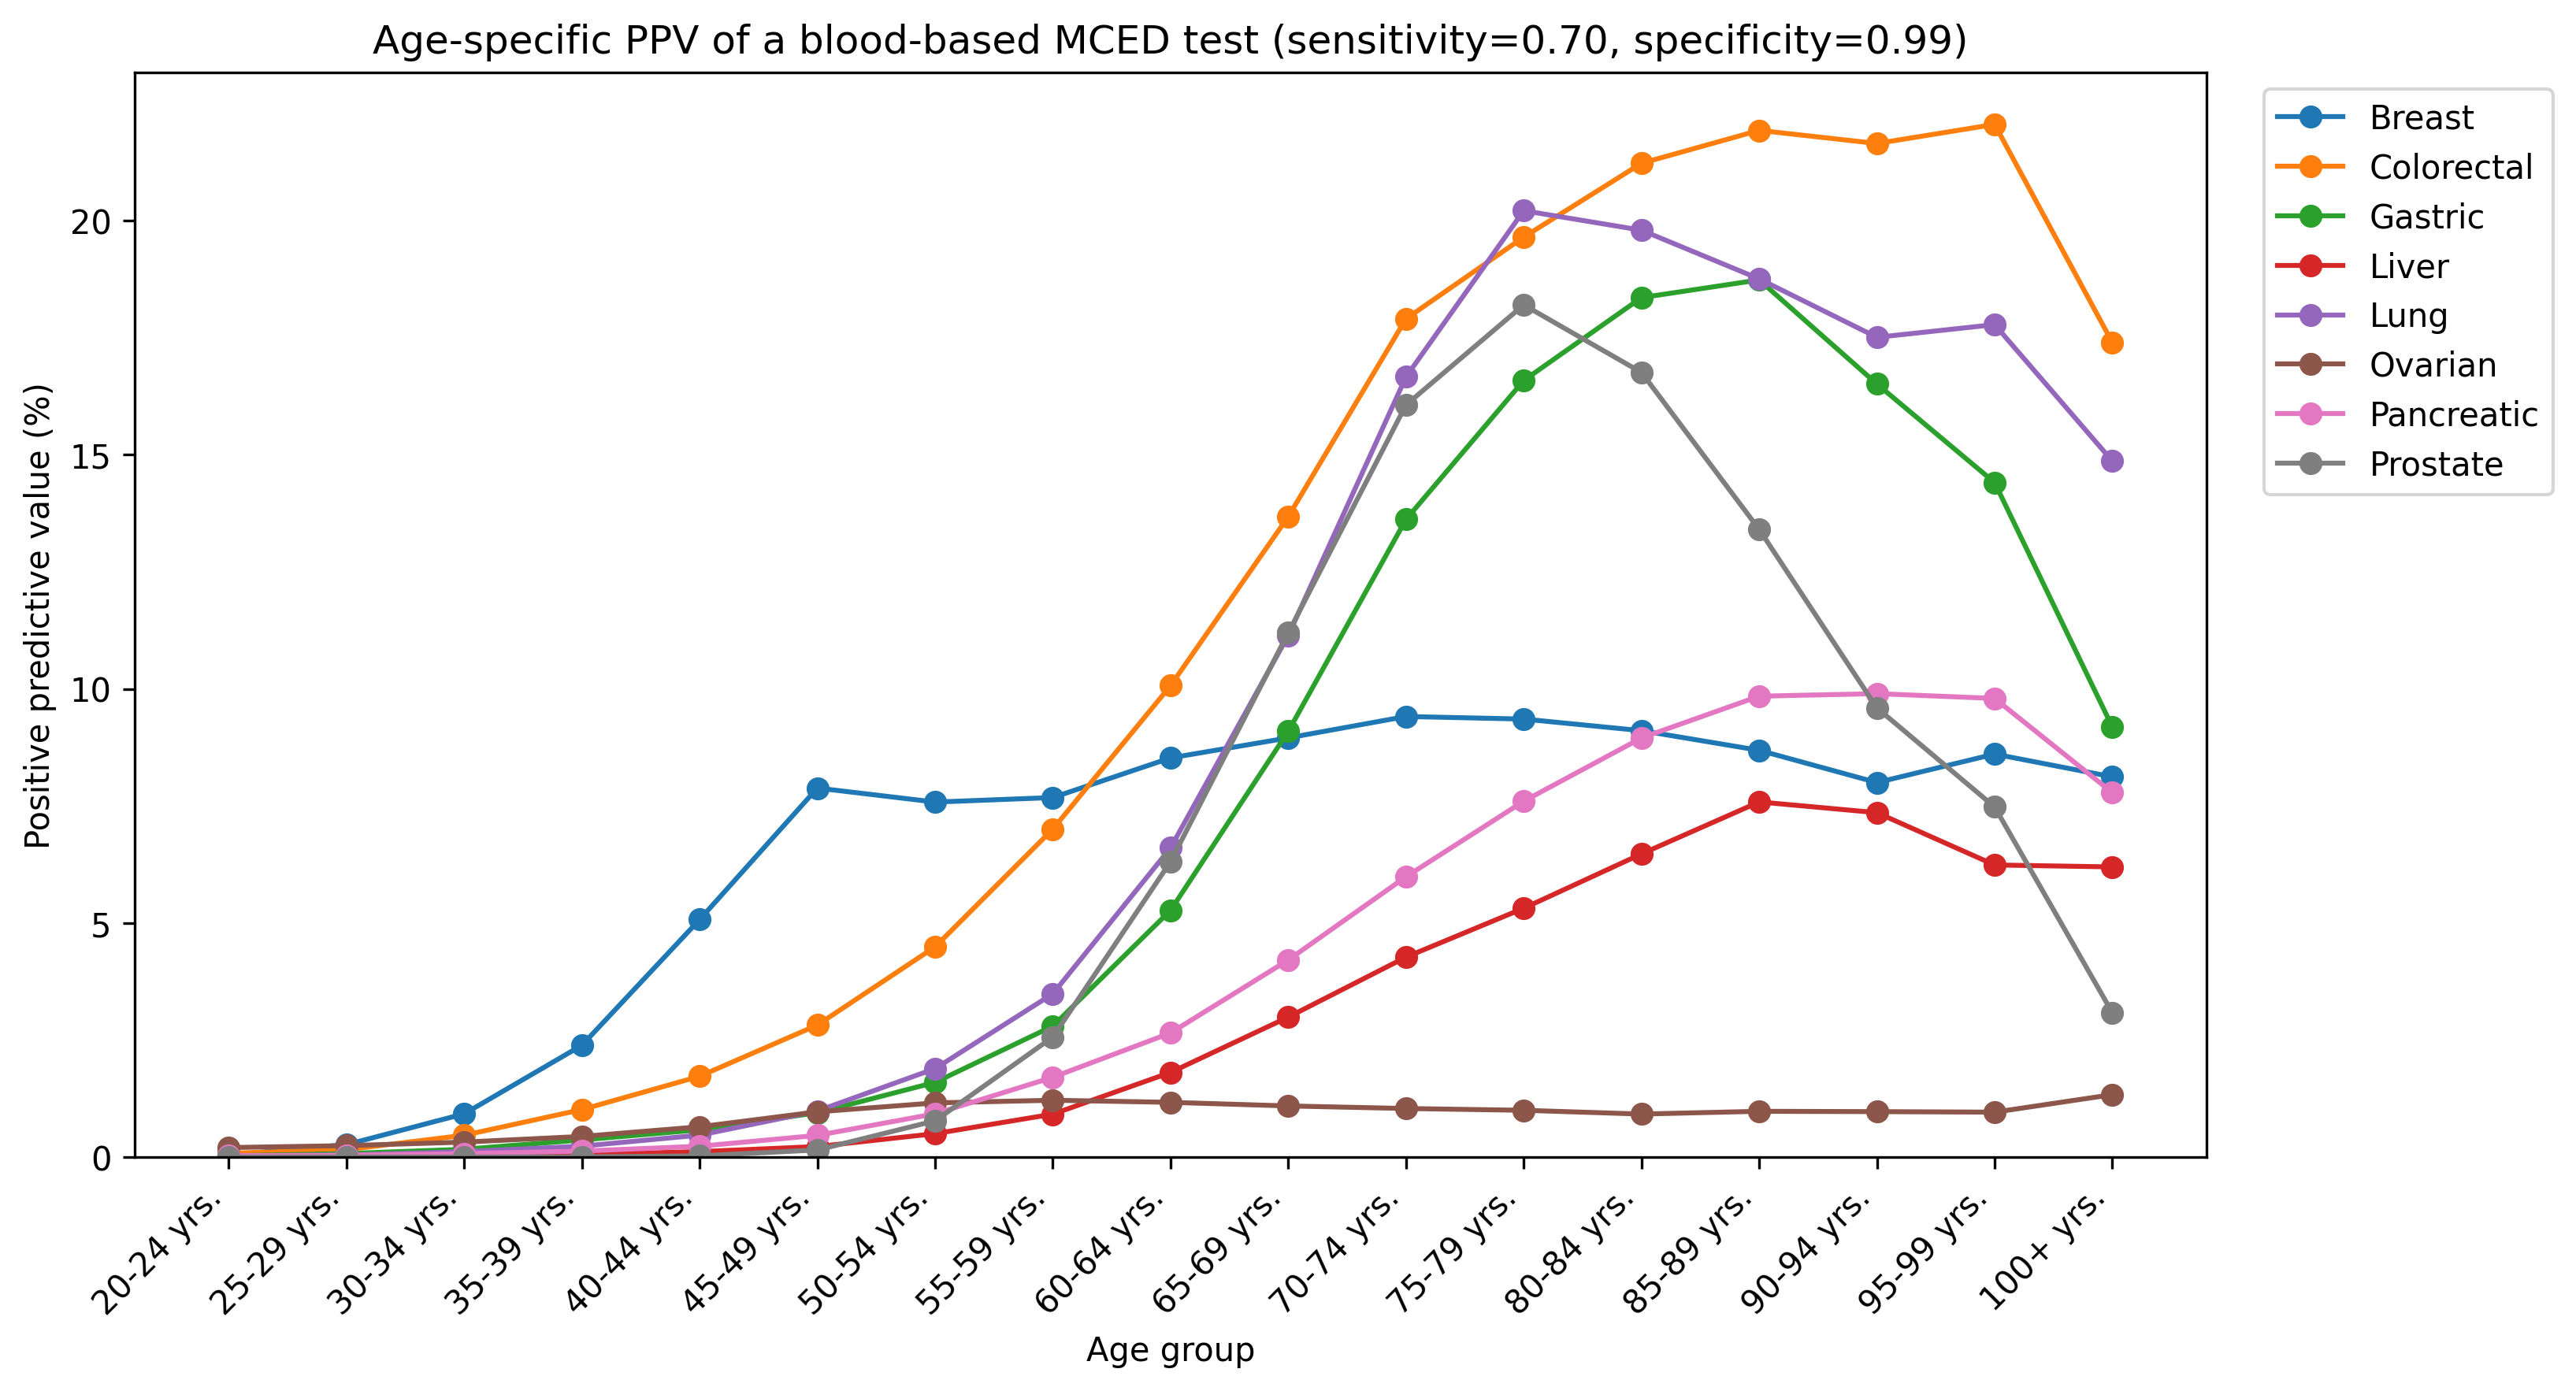 Age-specific PPV of a blood-based MCED test (sensitivity=0.70, specificity=0.99)
Positive predictive value (%)
20
15
10
5
0
20-24 yrs.
25-29 yrs.
30-34 yrs.
35-39 yrs.
40-44 yrs.
45-49 yrs.
50-54 yrs.
55-59 yrs.
60-64 yrs.
65-69 yrs.
70-74 yrs.
75-79 yrs.
80-84 yrs.
85-89 yrs.
90-94 yrs.
95-99 yrs.
100+ yrs.
Age group
Breast
Colorectal
Gastric
Liver
Lung
Ovarian
Pancreatic
Prostate